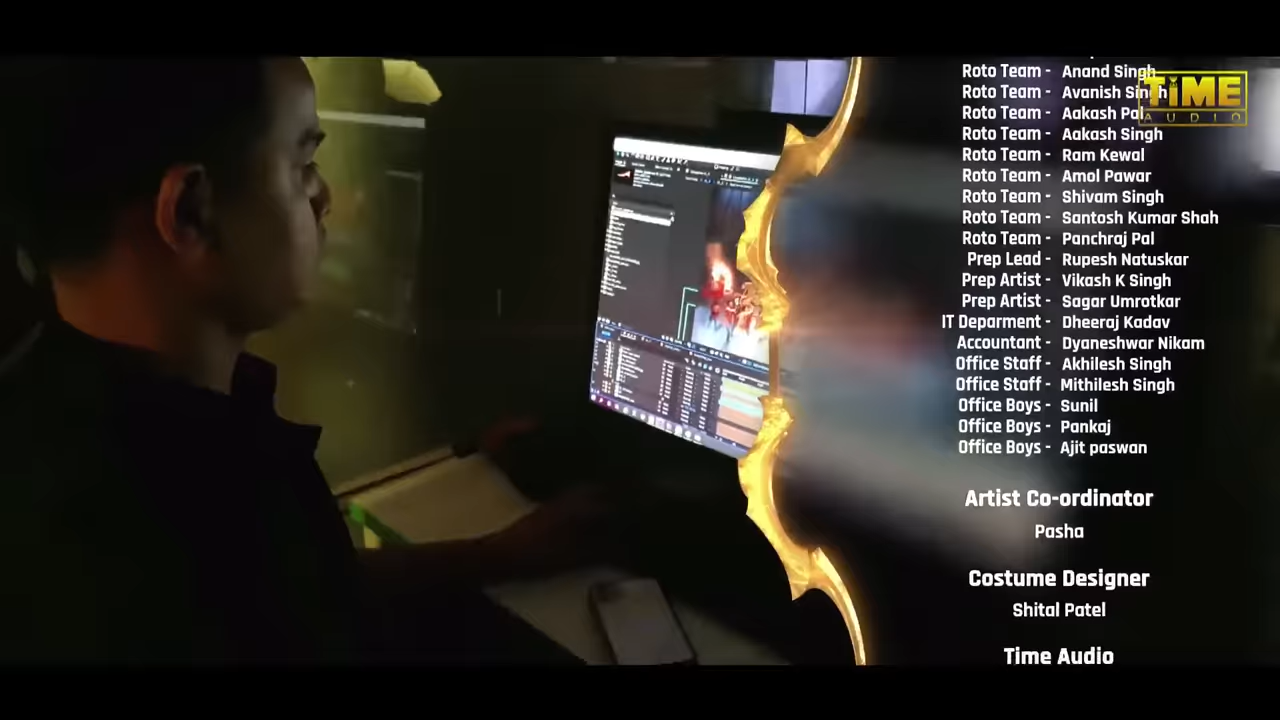 Roto Team - Anand Singh
Roto Team - Avanish Singh
Roto Team - Aakash Pal
Roto Team - Aakash Singh
Roto Team - Ram Kewal
Roto Team - Amol Pawar
Roto Team - Shivam Singh
Roto Team - Santosh Kumar Shah
Roto Team - Panchraj Pal
Prep Lead - Rupesh Natuskar
Prep Artist - Vikash K Singh
Prep Artist - Sagar Umrotkar
IT Deparment - Dheeraj Kadav
Accountant - Dyaneshwar Nikam
Office Staff - Akhilesh Singh
Office Staff - Mithilesh Singh
Office Boys - Sunil
Office Boys - Pankaj
Office Boys - Ajit paswan
Artist Co-ordinator
Pasha
Costume Designer
Shital Patel
Time Audio
TiME
AUDIO